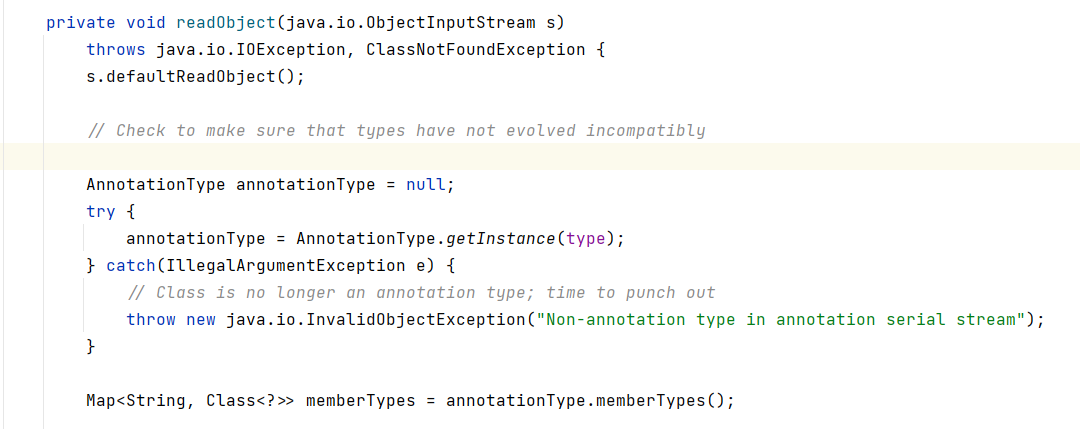 private void readObject(java.io.ObjectInputStream s)
throws java.io.IOException, ClassNotFoundException {
s.defaultReadObject();
// Check to make sure that types have not evolved incompatibly
AnnotationType annotationType = null;
try {
annotationType = AnnotationType.getInstance(type);
} catch(IllegalArgumentException e) {
// Class is no longer an annotation type; time to punch out
throw new java.io.InvalidObjectException("Non-annotation type in annotation serial stream");
}
Map<String, Class<?>> memberTypes = annotationType.memberTypes();